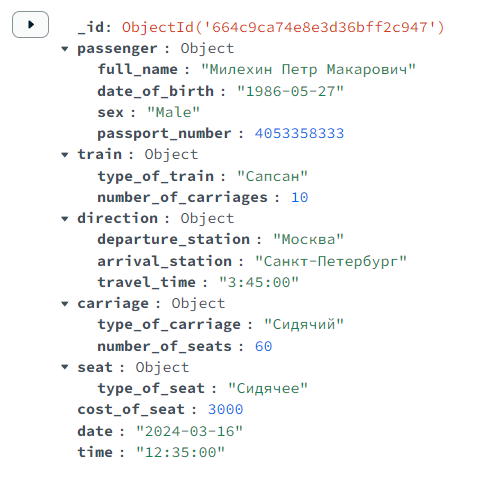 _id: ObjectId('664c9ca74e8e3d36bff2c947')
passenger : Object
full_name : "Милехин Петр Макарович"
date_of_birth : "1986-05-27"
sex : "Male"
passport_number : 4053358333
train : Object
type_of_train : "Сапсан"
number_of_carriages : 10
direction : Object
departure_station : "Москва"
arrival_station : "Санкт-Петербург"
travel_time : "3:45:00"
carriage : Object
type_of_carriage : "Сидячий"
number_of_seats : 60
seat : Object
type_of_seat : "Сидячее"
cost_of_seat : 3000
date : "2024-03-16"
time : "12:35:00"